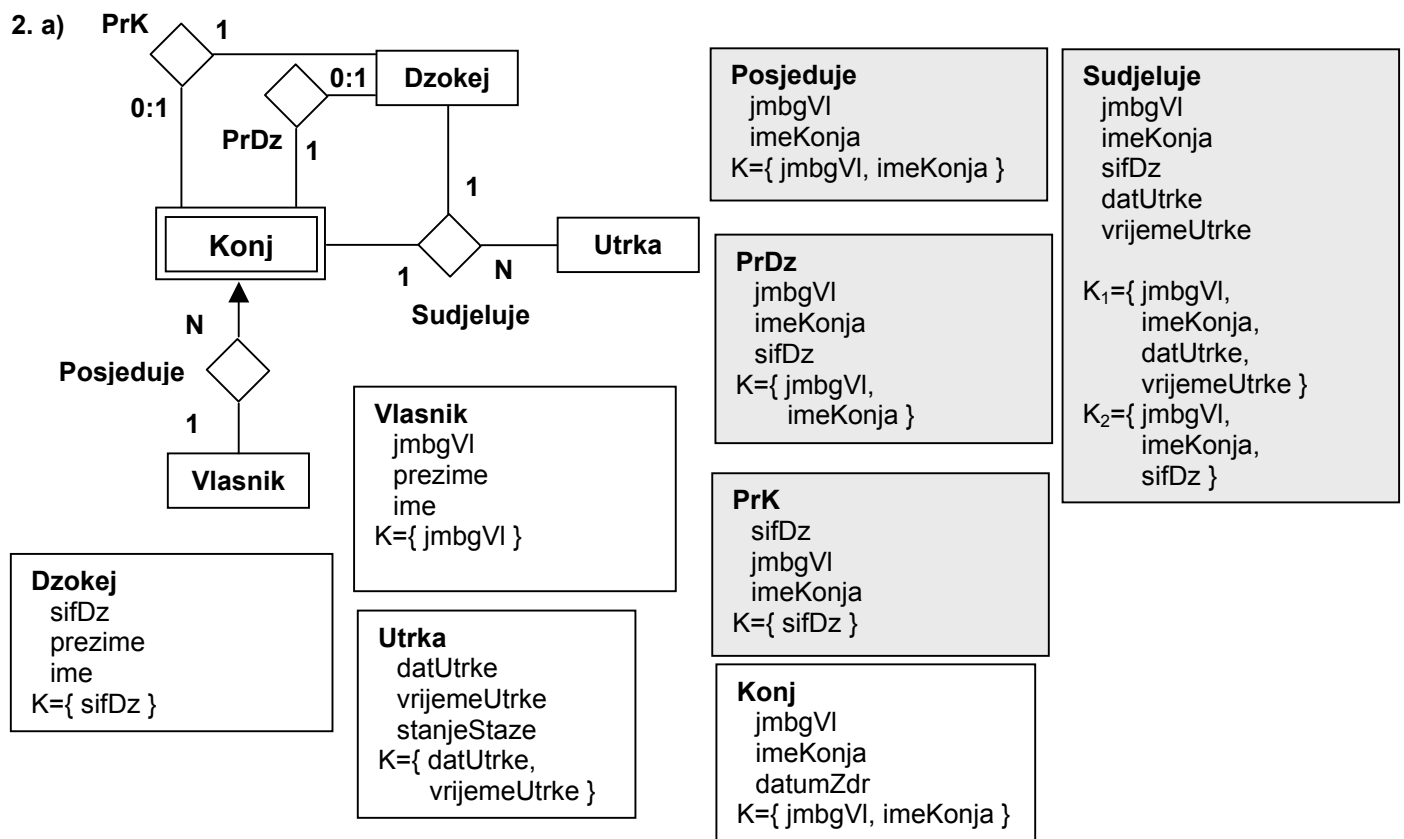 2. a)
PrK
1
0:1
Dzokej
0:1
PrDz
1
1
Konj
1
N
Utrka
Sudjeluje
N
Posjeduje
1
Vlasnik
Dzokej
sifDz
prezime
ime
K={ sifDz }
Vlasnik
jmbgVl
prezime
ime
K={ jmbgVl }
Utrka
datUtrke
vrijemeUtrke
stanjeStaze
K={ datUtrke,
vrijemeUtrke }
Posjeduje
jmbgVl
imeKonja
K={ jmbgVl, imeKonja }
PrDz
jmbgVl
imeKonja
sifDz
K={ jmbgVl,
imeKonja }
PrK
sifDz
jmbgVl
imeKonja
K={ sifDz }
Konj
jmbgVl
imeKonja
datumZdr
K={ jmbgVl, imeKonja }
Sudjeluje
jmbgVl
imeKonja
sifDz
datUtrke
vrijemeUtrke
K₁={ jmbgVl,
imeKonja,
datUtrke,
vrijemeUtrke }
K₂={ jmbgVl,
imeKonja,
sifDz }